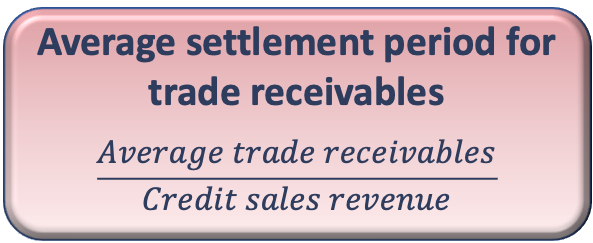 Average settlement period for
trade receivables
Average trade receivables
Credit sales revenue